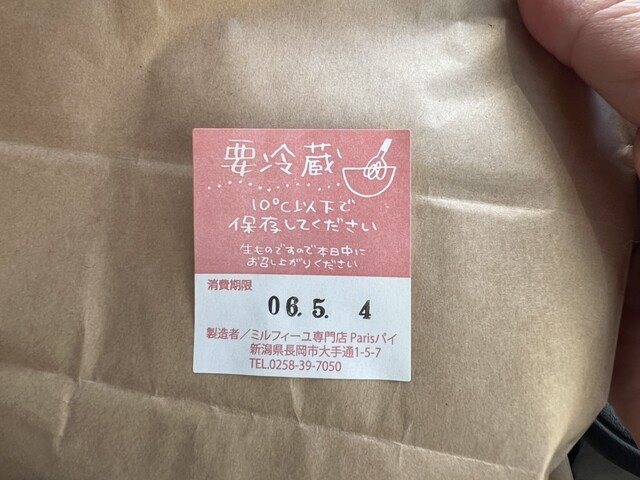 要冷蔵
10℃以下で
保存してください
生ものですので本日中に
お召し上がりください
消費期限
06.5. 4
製造者/ミルフィーユ専門店 Parisパイ
新潟県長岡市大手通1-5-7
TEL.0258-39-7050